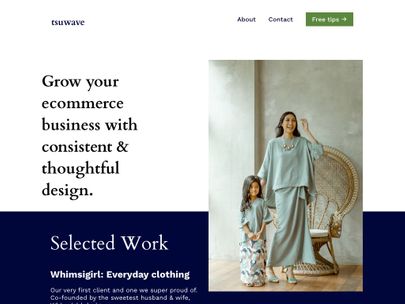 tsuwave
About
Contact
Free tips →
Grow your
ecommerce
business with
consistent &
thoughtful
design.
Selected Work
Whimsigirl: Everyday clothing
Our very first client and one we super proud of.
Co-founded by the sweetest husband & wife,